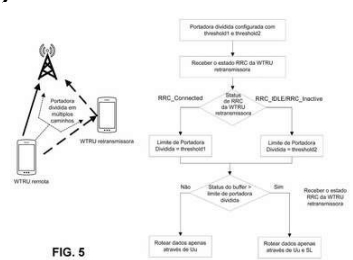 Portadora dividida configurada com
threshold1 e threshold2
Receber o estado RRC da WTRU
retransmissora
RRC_Connected
Status
de RRC
da WTRU
retransmissora
RRC_IDLE/RRC_Inactive
Portadora
dividida em
múltiplos
caminhos
WTRU retransmissora
WTRU remota
Limite de Portadora
Dividida = threshold1
Limite de Portadora
Dividida = threshold2
Não
Status do buffer >
limite de portadora
dividida
Sim
Receber o estado
RRC da WTRU
retransmissora
Rotear dados apenas
através de Uu
Rotear dados apenas
através de Uu e SL
FIG. 5